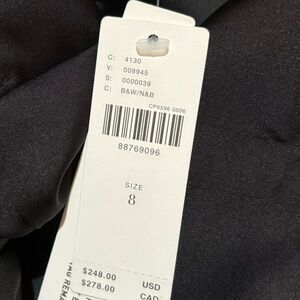 C: 4130
V: 008945
S: 0000039
C: B&W/N&B
CP6596 0006
88769096
SIZE
8
$248.00 USD
$278.00 CAD